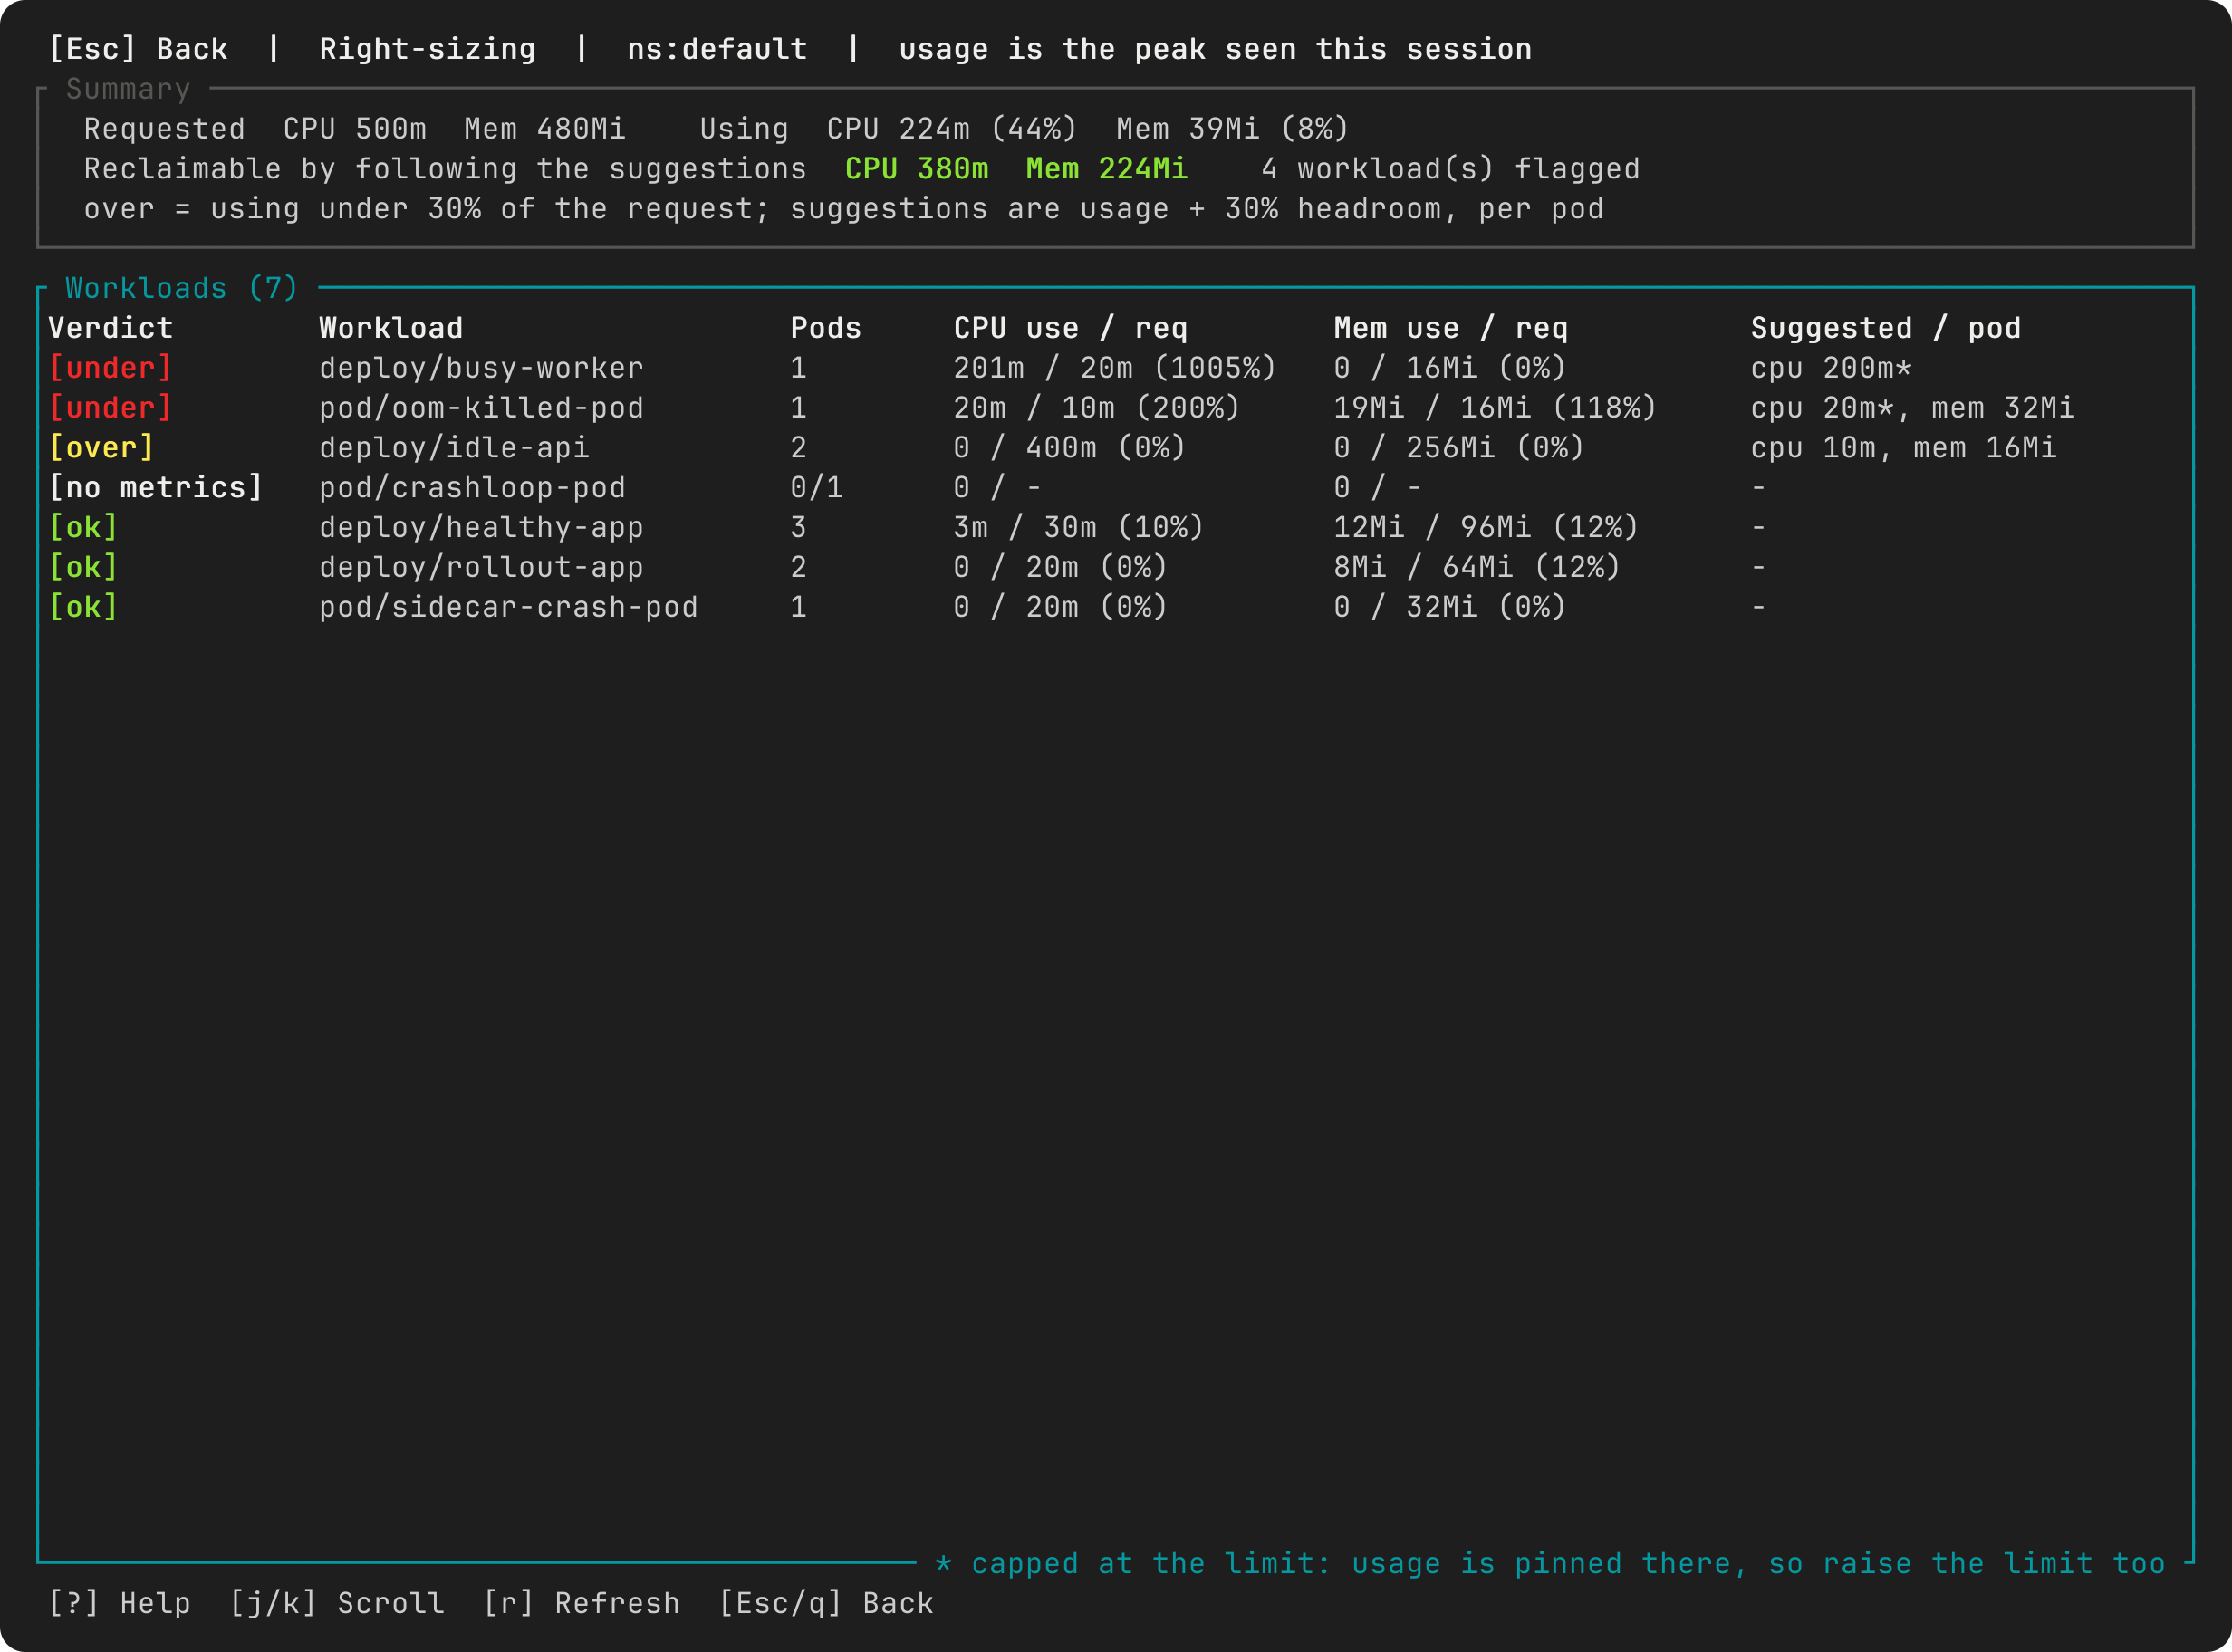 [Esc] Back  |  Right-sizing  |  ns:default  |  usage is the peak seen this session
Summary
Requested  CPU 500m  Mem 480Mi    Using  CPU 224m (44%)  Mem 39Mi (8%)
Reclaimable by following the suggestions  CPU 380m  Mem 224Mi    4 workload(s) flagged
over = using under 30% of the request; suggestions are usage + 30% headroom, per pod
Workloads (7)
Verdict        Workload                  Pods     CPU use / req        Mem use / req          Suggested / pod
[under]        deploy/busy-worker        1        201m / 20m (1005%)   0 / 16Mi (0%)          cpu 200m*
[under]        pod/oom-killed-pod        1        20m / 10m (200%)     19Mi / 16Mi (118%)     cpu 20m*, mem 32Mi
[over]         deploy/idle-api           2        0 / 400m (0%)        0 / 256Mi (0%)         cpu 10m, mem 16Mi
[no metrics]   pod/crashloop-pod         0/1      0 / -                0 / -                  -
[ok]           deploy/healthy-app        3        3m / 30m (10%)       12Mi / 96Mi (12%)      -
[ok]           deploy/rollout-app        2        0 / 20m (0%)         8Mi / 64Mi (12%)       -
[ok]           pod/sidecar-crash-pod     1        0 / 20m (0%)         0 / 32Mi (0%)          -
* capped at the limit: usage is pinned there, so raise the limit too
[?] Help  [j/k] Scroll  [r] Refresh  [Esc/q] Back